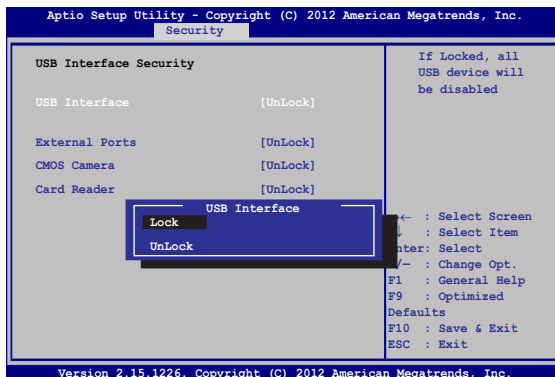 Aptio Setup Utility - Copyright (C) 2012 American Megatrends, Inc.
Security
USB Interface Security
USB Interface [UnLock]
External Ports [UnLock]
CMOS Camera [UnLock]
Card Reader [UnLock]
USB Interface
Lock
UnLock
If Locked, all
USB device will
be disabled
← : Select Screen
: Select Item
nter: Select
/— : Change Opt.
F1 : General Help
F9 : Optimized
Defaults
F10 : Save & Exit
ESC : Exit
Version 2.15.1226. Copyright (C) 2012 American Megatrends, Inc.